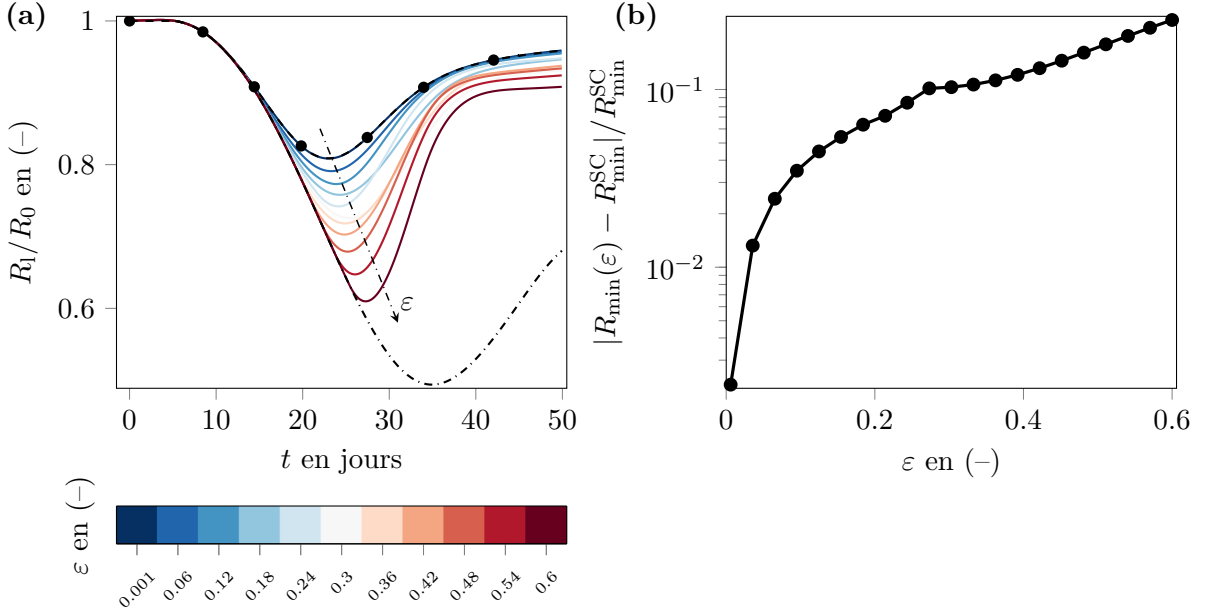 (a)
1
0.8
0.6
R_l/R_0 en (–)
ε
0 10 20 30 40 50
t en jours
ε en (–)
0.001 0.06 0.12 0.18 0.24 0.3 0.36 0.42 0.48 0.54 0.6
(b)
10^{−1}
10^{−2}
|R_min(ε) − R_min^SC|/R_min^SC
0 0.2 0.4 0.6
ε en (–)